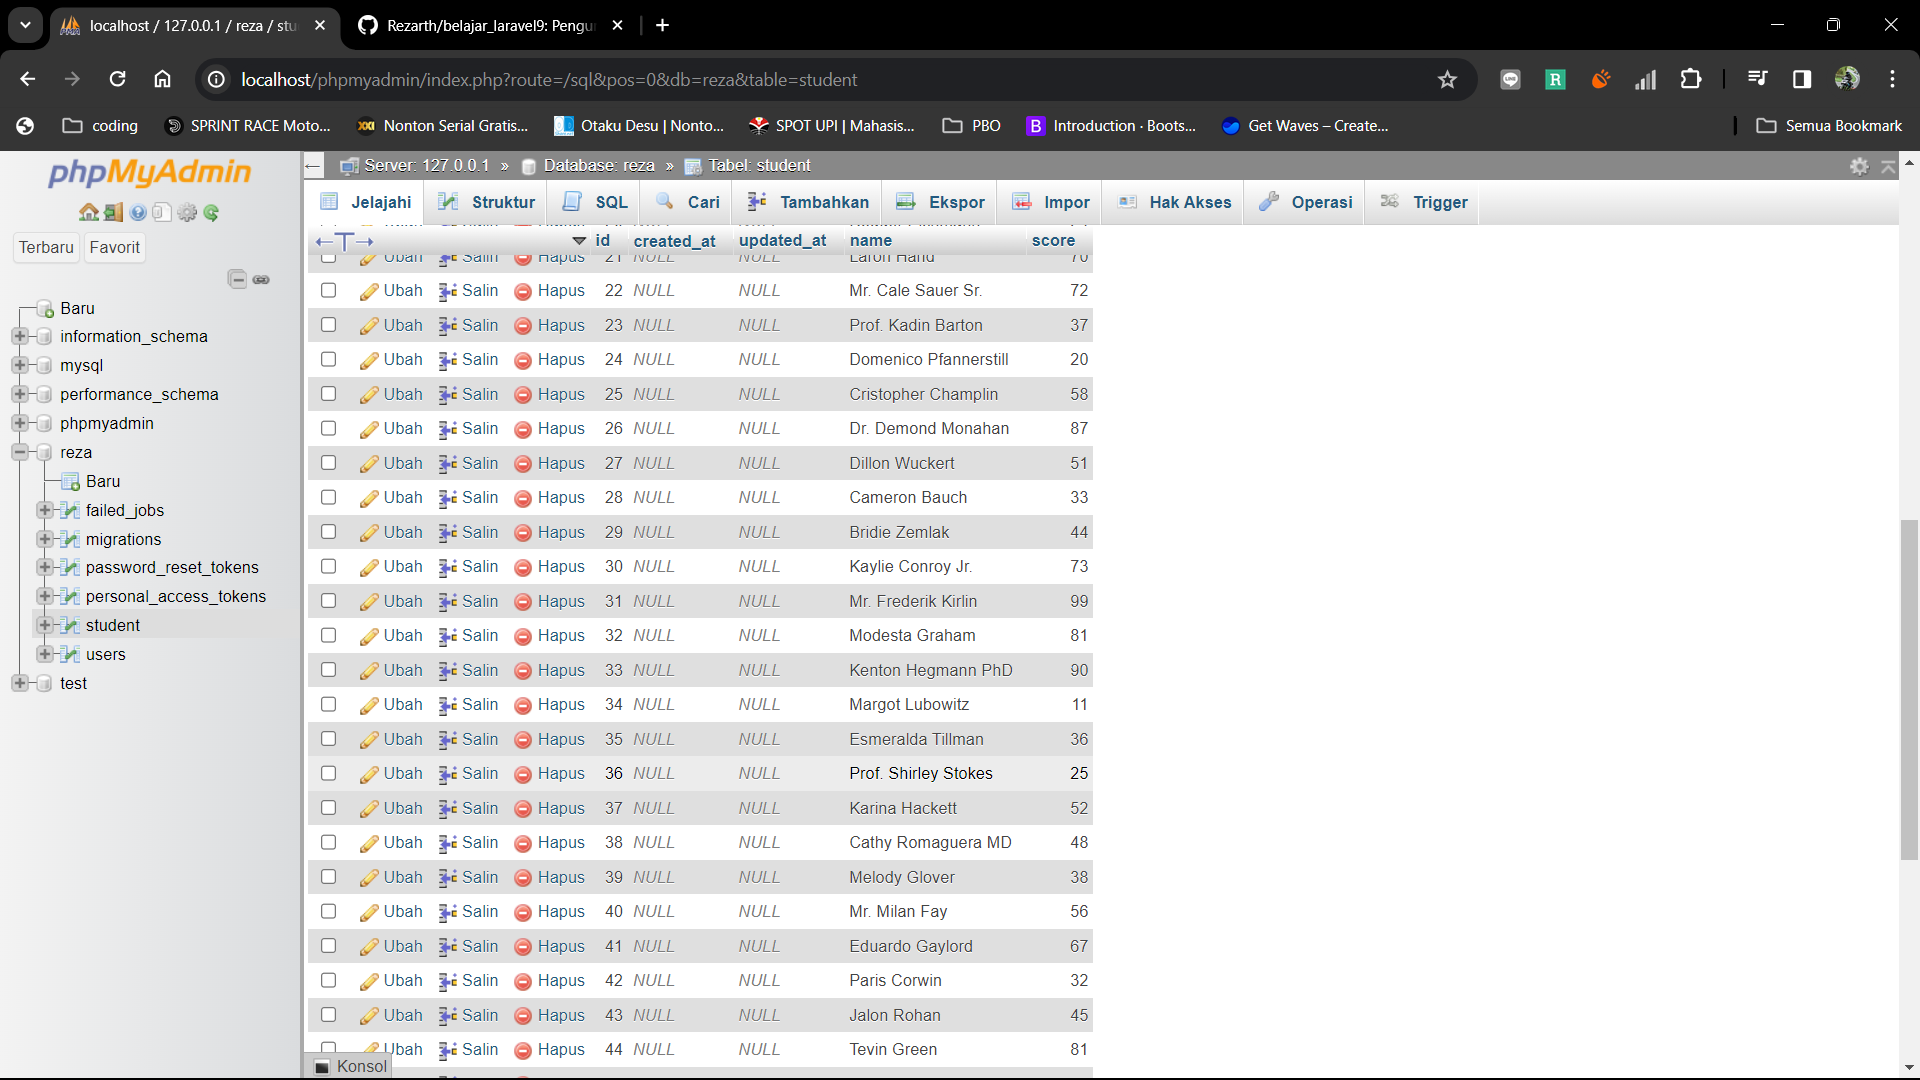 localhost / 127.0.0.1 / reza / stu
Rezarth/belajar_laravel9: Pengu
localhost/phpmyadmin/index.php?route=/sql&pos=0&db=reza&table=student
coding
SPRINT RACE Moto...
Nonton Serial Gratis...
Otaku Desu | Nonto...
SPOT UPI | Mahasis...
PBO
Introduction · Boots...
Get Waves – Create...
Semua Bookmark
phpMyAdmin
Terbaru
Favorit
Baru
information_schema
mysql
performance_schema
phpmyadmin
reza
Baru
failed_jobs
migrations
password_reset_tokens
personal_access_tokens
student
users
test
Server: 127.0.0.1 » Database: reza » Tabel: student
Jelajahi Struktur SQL Cari Tambahkan Ekspor Impor Hak Akses Operasi Trigger
id created_at updated_at name score
Ubah Salin Hapus 21 NULL NULL Laron Hand 70
Ubah Salin Hapus 22 NULL NULL Mr. Cale Sauer Sr. 72
Ubah Salin Hapus 23 NULL NULL Prof. Kadin Barton 37
Ubah Salin Hapus 24 NULL NULL Domenico Pfannerstill 20
Ubah Salin Hapus 25 NULL NULL Cristopher Champlin 58
Ubah Salin Hapus 26 NULL NULL Dr. Demond Monahan 87
Ubah Salin Hapus 27 NULL NULL Dillon Wuckert 51
Ubah Salin Hapus 28 NULL NULL Cameron Bauch 33
Ubah Salin Hapus 29 NULL NULL Bridie Zemlak 44
Ubah Salin Hapus 30 NULL NULL Kaylie Conroy Jr. 73
Ubah Salin Hapus 31 NULL NULL Mr. Frederik Kirlin 99
Ubah Salin Hapus 32 NULL NULL Modesta Graham 81
Ubah Salin Hapus 33 NULL NULL Kenton Hegmann PhD 90
Ubah Salin Hapus 34 NULL NULL Margot Lubowitz 11
Ubah Salin Hapus 35 NULL NULL Esmeralda Tillman 36
Ubah Salin Hapus 36 NULL NULL Prof. Shirley Stokes 25
Ubah Salin Hapus 37 NULL NULL Karina Hackett 52
Ubah Salin Hapus 38 NULL NULL Cathy Romaguera MD 48
Ubah Salin Hapus 39 NULL NULL Melody Glover 38
Ubah Salin Hapus 40 NULL NULL Mr. Milan Fay 56
Ubah Salin Hapus 41 NULL NULL Eduardo Gaylord 67
Ubah Salin Hapus 42 NULL NULL Paris Corwin 32
Ubah Salin Hapus 43 NULL NULL Jalon Rohan 45
Ubah Salin Hapus 44 NULL NULL Tevin Green 81
Konsol